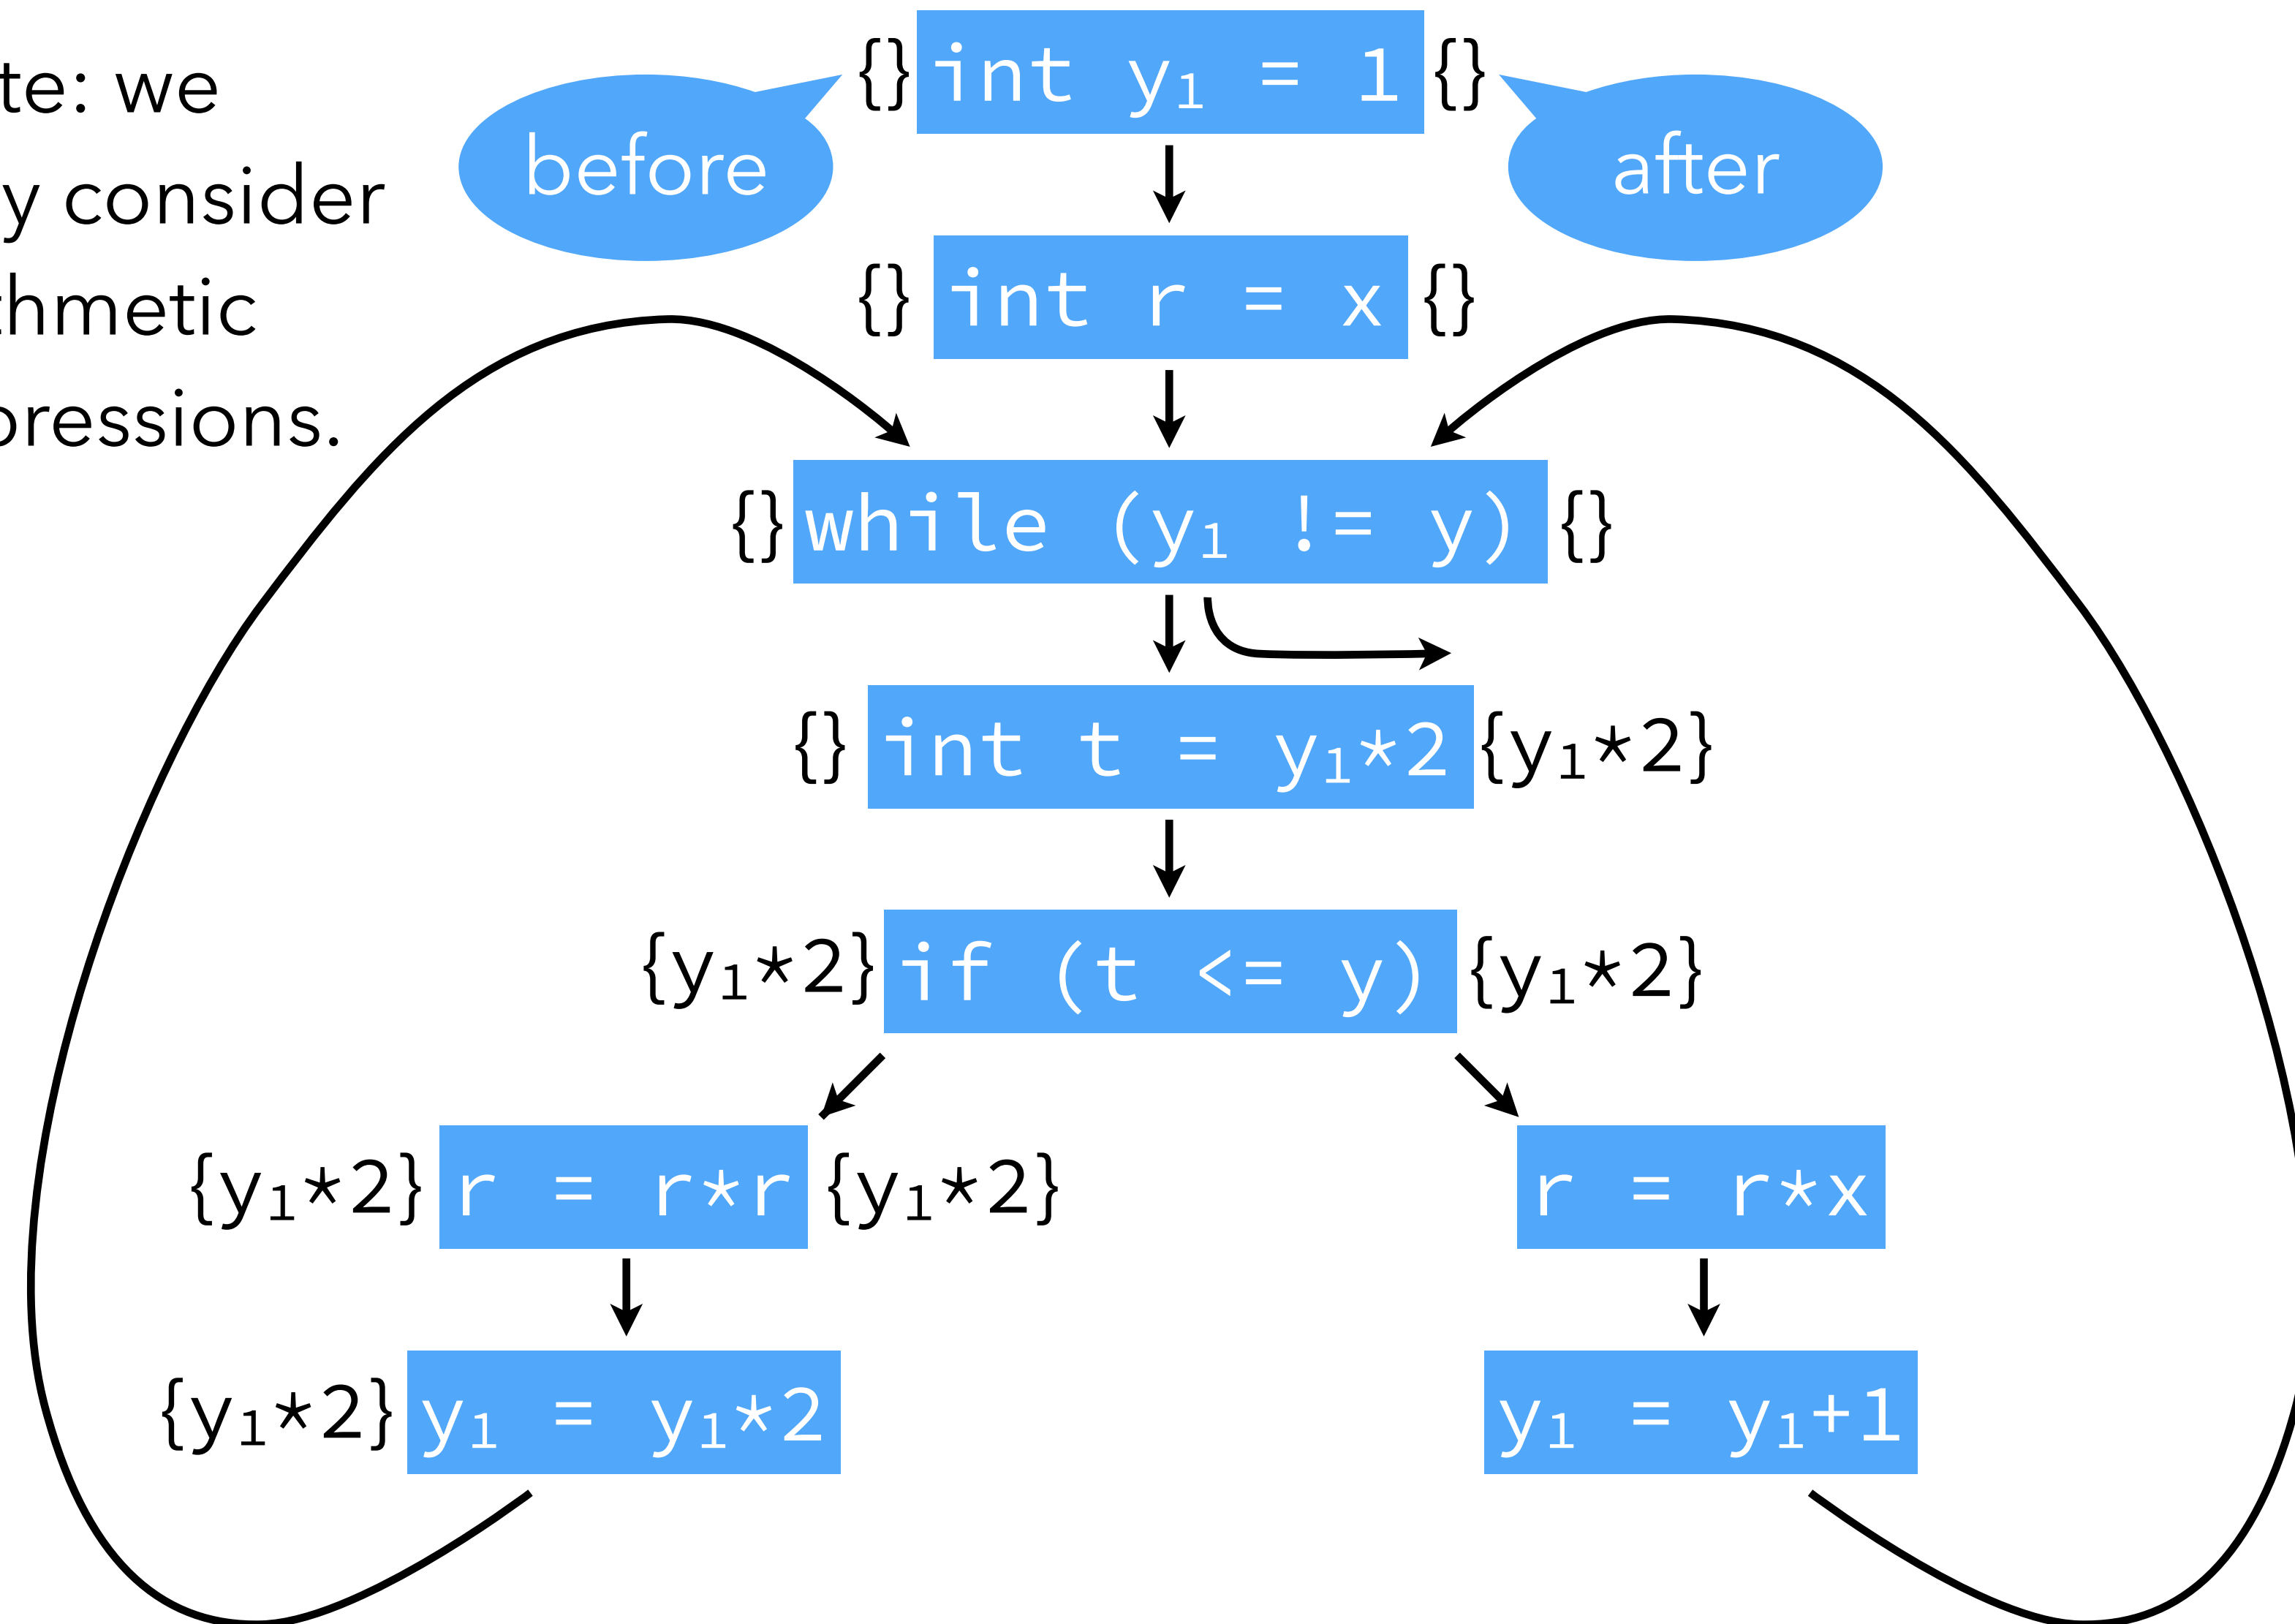 te: we
y consider
thmetic
pressions.
before
after
{} int y₁ = 1 {}
{} int r = x {}
{} while (y₁ != y) {}
{} int t = y₁*2 {y₁*2}
{y₁*2} if (t <= y) {y₁*2}
{y₁*2} r = r*r {y₁*2}
r = r*x
{y₁*2} y₁ = y₁*2
y₁ = y₁+1